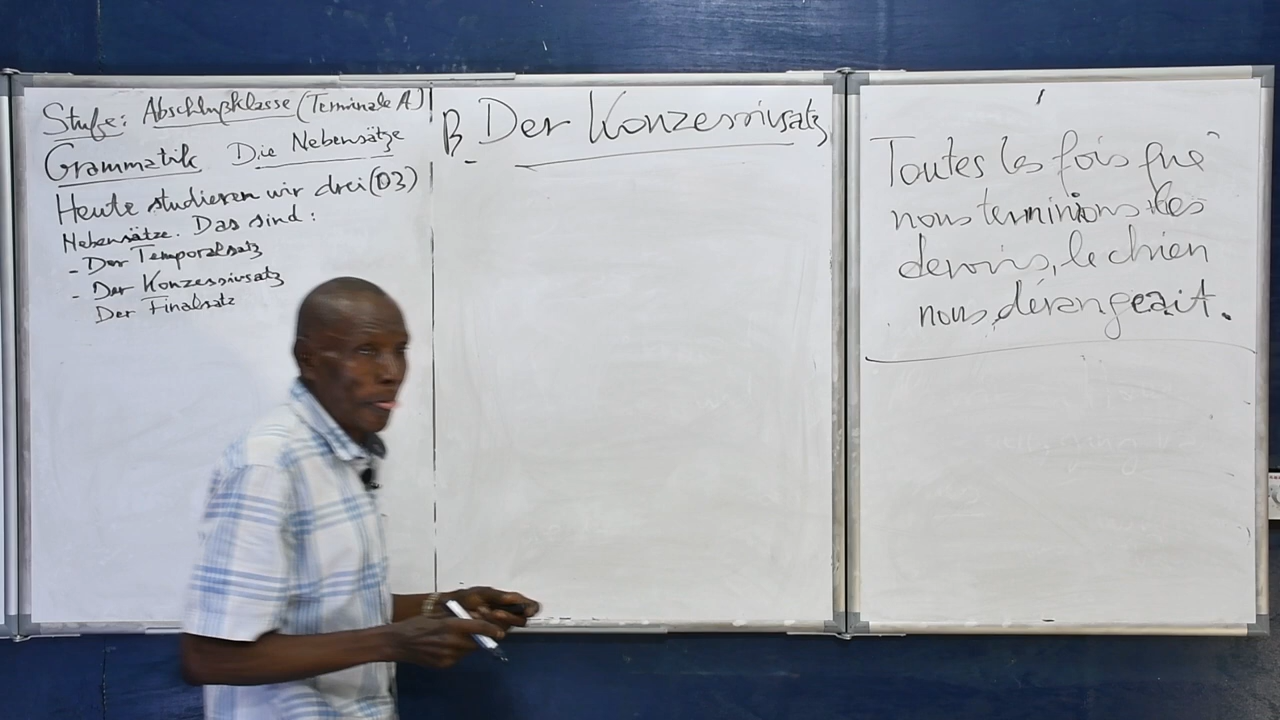 Stufe: Abschlußklasse (Terminale A)
Grammatik Die Nebensätze
Heute studieren wir drei (03)
Nebensätze. Das sind:
- Der Temporalsatz
- Der Konzessivsatz
Der Finalsatz
B. Der Konzessivsatz
Toutes les fois que
nous terminions les
devoirs, le chien
nous dérangeait.